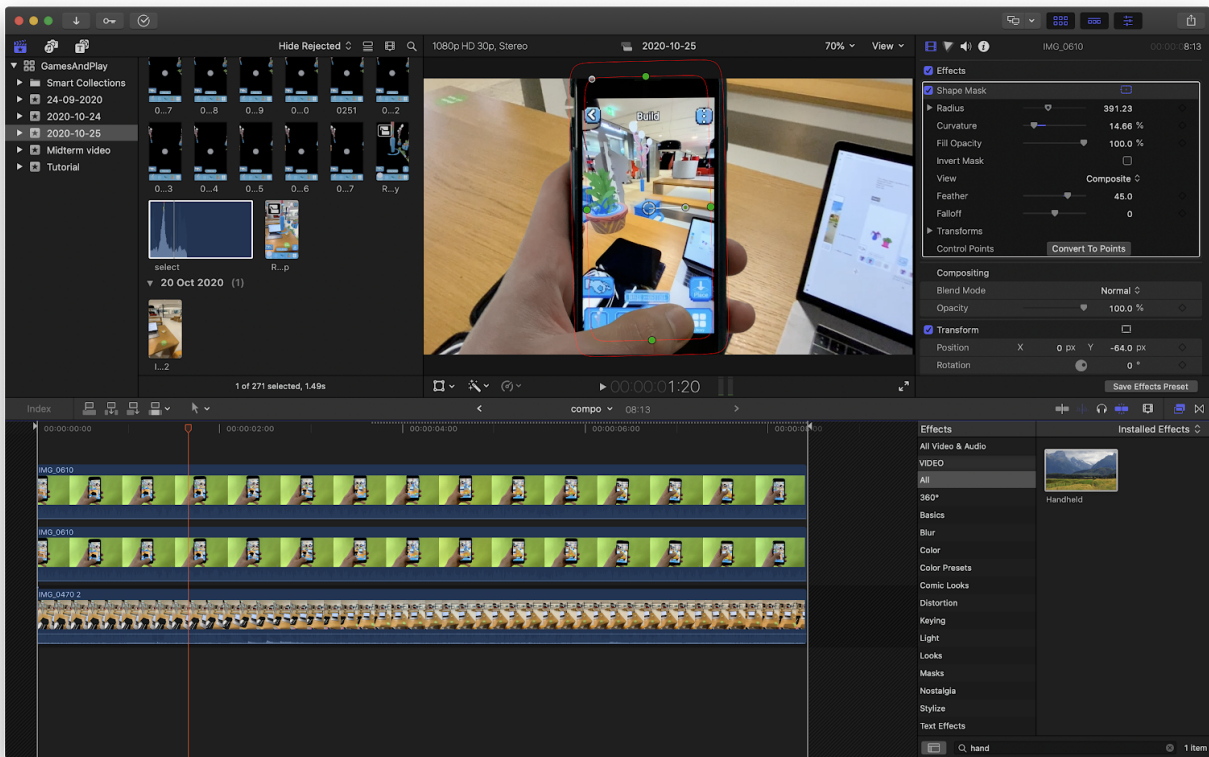 Hide Rejected
1080p HD 30p, Stereo
2020-10-25
70%
View
IMG_0610
00:00:08:13
GamesAndPlay
Smart Collections
24-09-2020
2020-10-24
2020-10-25
Midterm video
Tutorial
0...7
0...9
0...8
0...0
0251
0...2
0...3
0...4
0...5
0...6
0...7
R...y
select
R...p
20 Oct 2020 (1)
I...2
1 of 271 selected, 1.49s
Build
Place
00:00:01:20
Effects
Shape Mask
Radius 391.23
Curvature 14.66 %
Fill Opacity 100.0 %
Invert Mask
View Composite
Feather 45.0
Falloff 0
Transforms
Control Points Convert To Points
Compositing
Blend Mode Normal
Opacity 100.0 %
Transform
Position X 0 px Y -64.0 px
Rotation 0 °
Save Effects Preset
Index
compo 08:13
00:00:00:00
00:00:02:00
00:00:04:00
00:00:06:00
IMG_0610
IMG_0610
IMG_0470 2
Effects
Installed Effects
All Video & Audio
VIDEO
All
360°
Basics
Blur
Color
Color Presets
Comic Looks
Distortion
Keying
Light
Looks
Masks
Nostalgia
Stylize
Text Effects
Handheld
hand
1 item